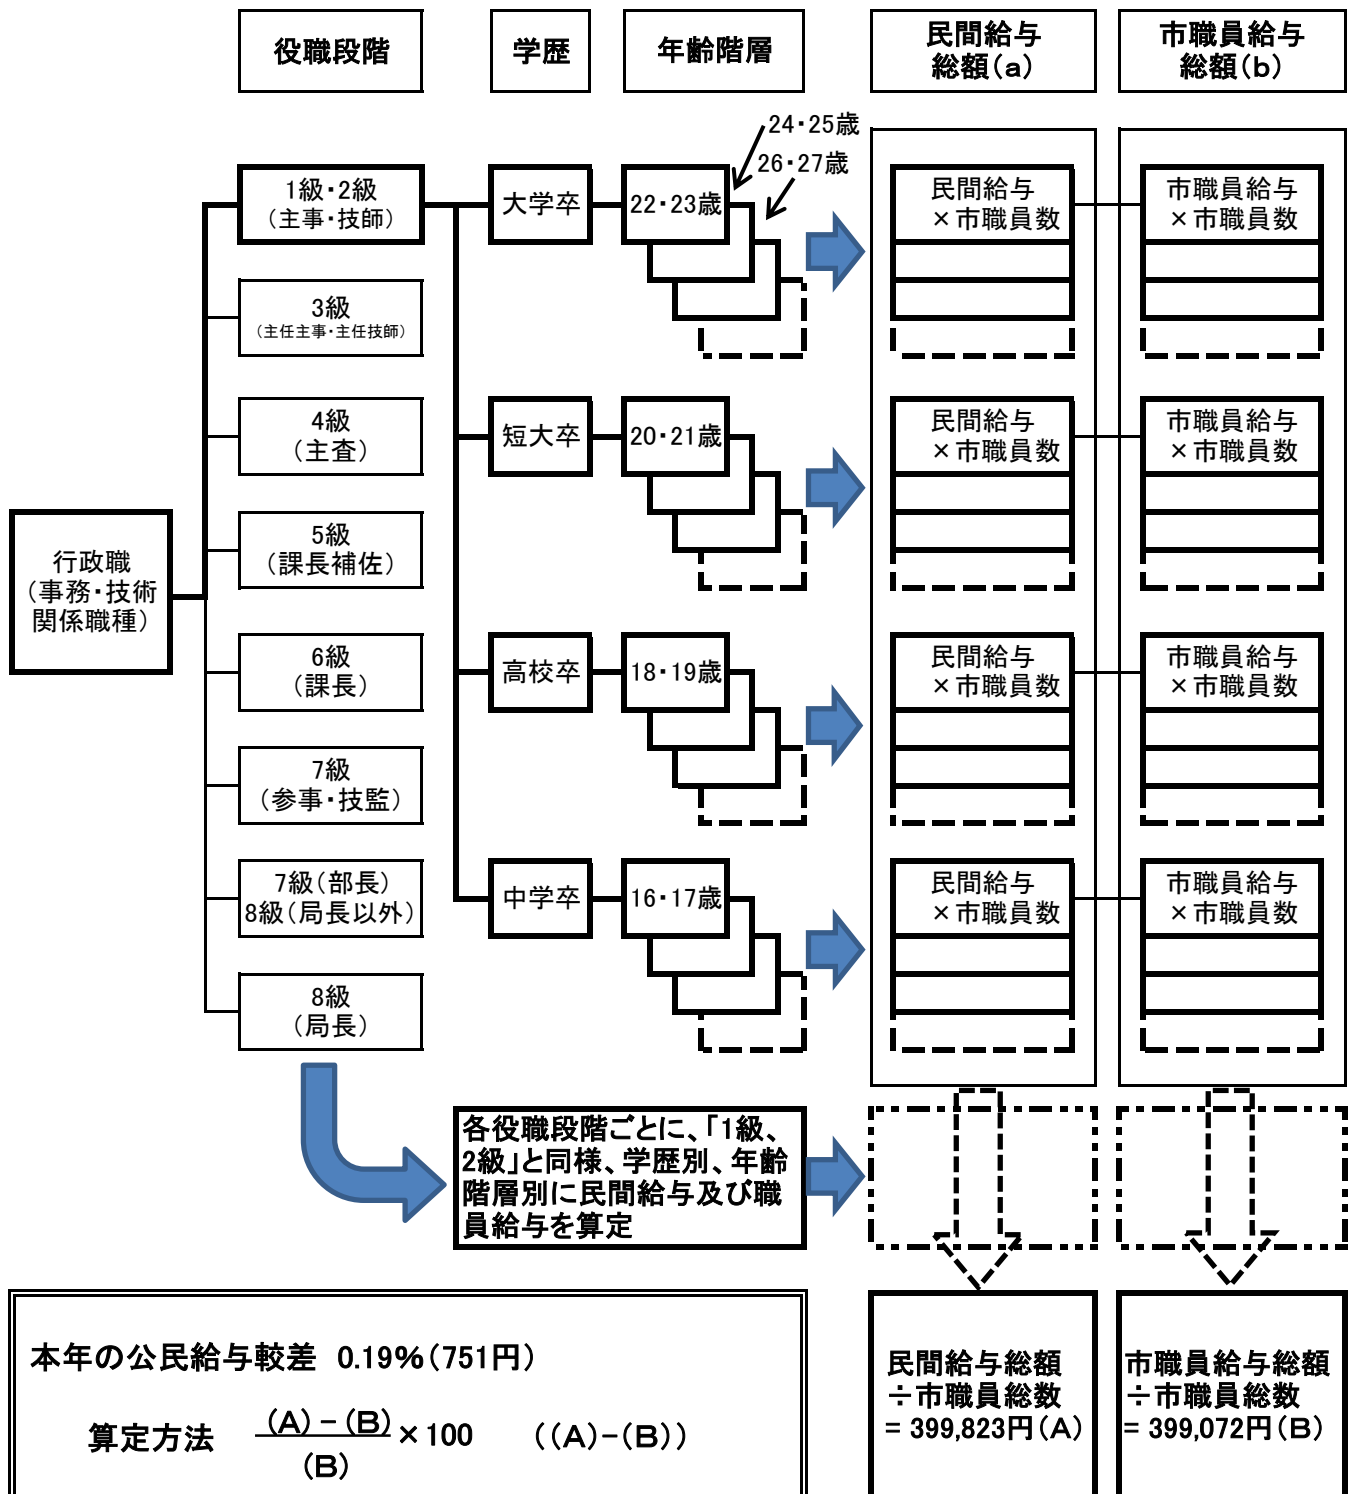 役職段階
学歴
年齢階層
民間給与
総額(a)
市職員給与
総額(b)
24・25歳
26・27歳
1級・2級
(主事・技師)
大学卒
22・23歳
民間給与
×市職員数
市職員給与
×市職員数
3級
(主任主事・主任技師)
4級
(主査)
短大卒
20・21歳
民間給与
×市職員数
市職員給与
×市職員数
5級
(課長補佐)
行政職
(事務・技術
関係職種)
6級
(課長)
高校卒
18・19歳
民間給与
×市職員数
市職員給与
×市職員数
7級
(参事・技監)
7級(部長)
8級(局長以外)
中学卒
16・17歳
民間給与
×市職員数
市職員給与
×市職員数
8級
(局長)
各役職段階ごとに、「1級、
2級」と同様、学歴別、年齢
階層別に民間給与及び職
員給与を算定
本年の公民給与較差 0.19%(751円)
算定方法 (A)-(B) ×100 ((A)-(B))
(B)
民間給与総額
÷市職員総数
= 399,823円(A)
市職員給与総額
÷市職員総数
= 399,072円(B)